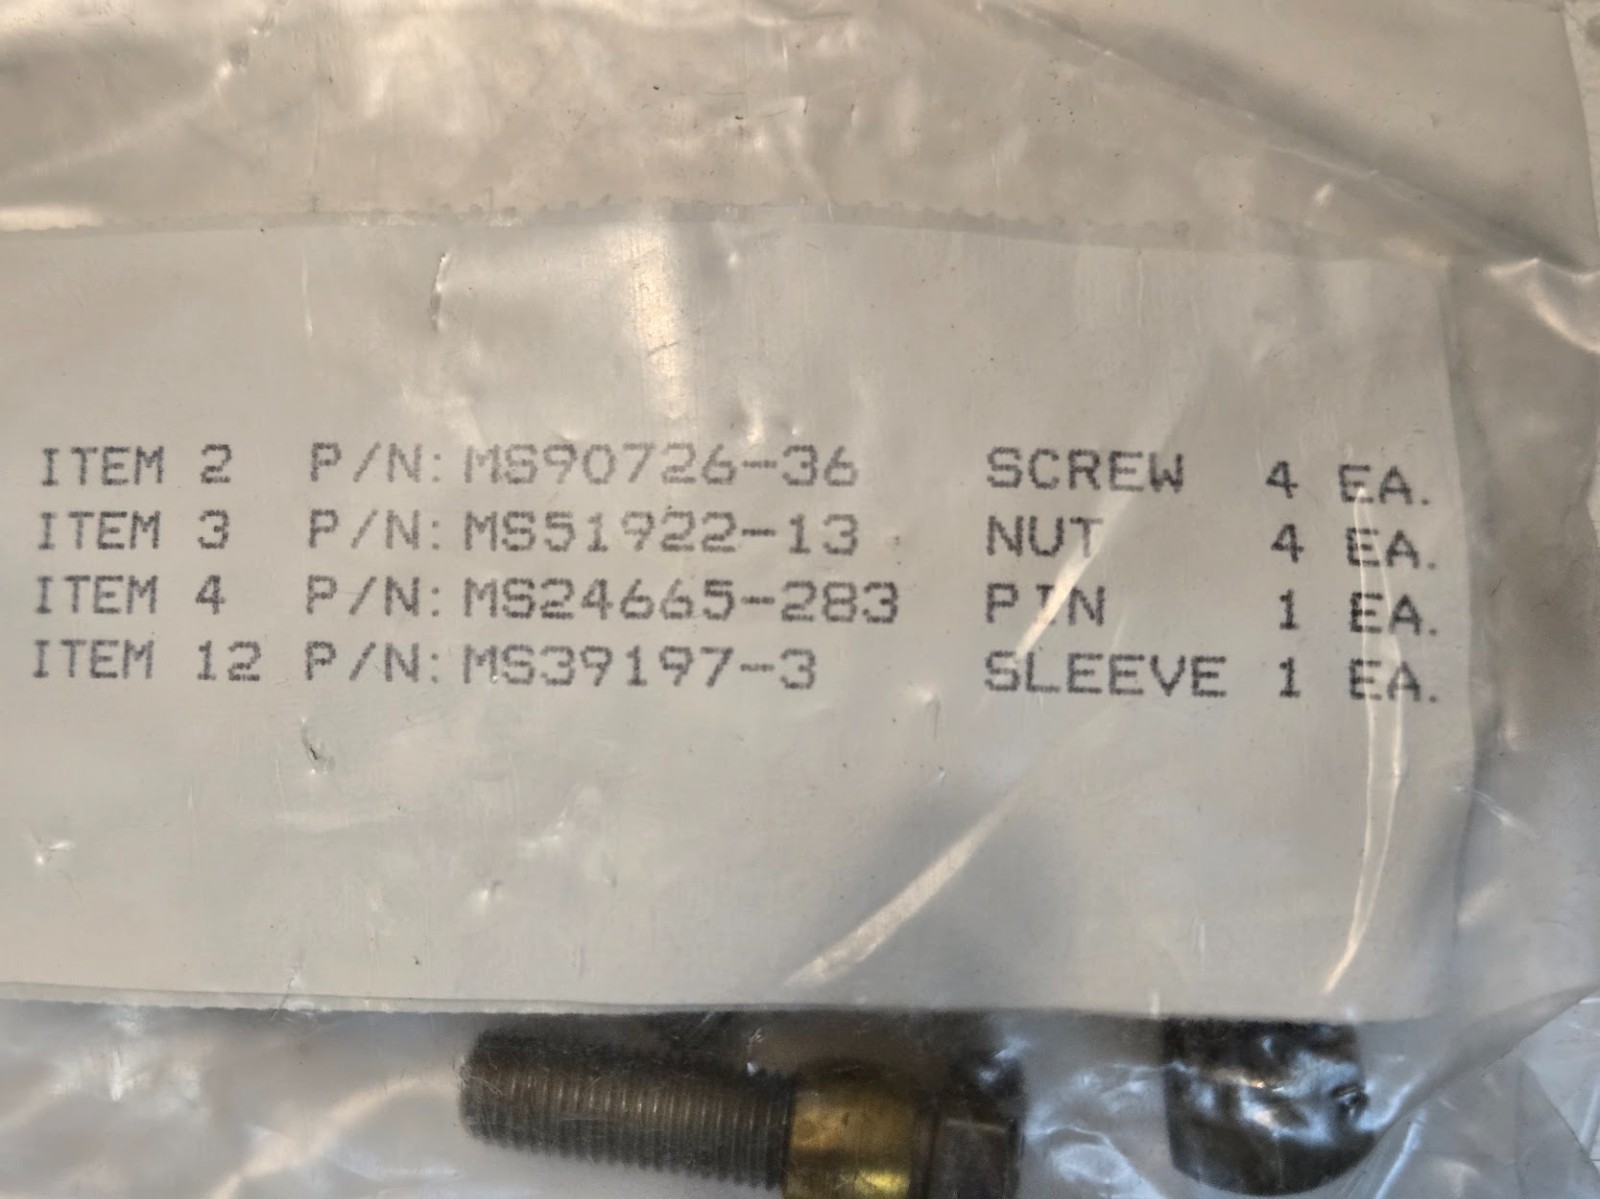 ITEM 2 P/N: MS90726-36 SCREW 4 EA.
ITEM 3 P/N: MS51922-13 NUT 4 EA.
ITEM 4 P/N: MS24665-283 PIN 1 EA.
ITEM 12 P/N: MS39197-3 SLEEVE 1 EA.